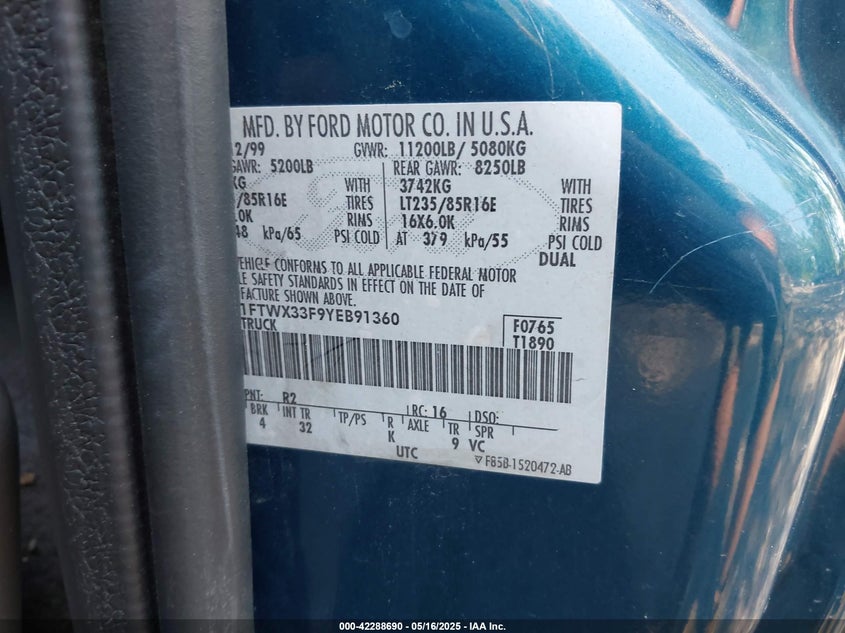 MFD. BY FORD MOTOR CO. IN U.S.A.
2/99 GVWR: 11200LB/ 5080KG
GAWR: 5200LB REAR GAWR: 8250LB
KG WITH 3742KG WITH
/85R16E TIRES LT235/85R16E TIRES
.0K RIMS 16X6.0K RIMS
48 kPa/65 PSI COLD AT 379 kPa/55 PSI COLD
DUAL
VEHICLE CONFORMS TO ALL APPLICABLE FEDERAL MOTOR
LE SAFETY STANDARDS IN EFFECT ON THE DATE OF
FACTURE SHOWN ABOVE.
1FTWX33F9YEB91360 F0765
TRUCK T1890
PNT: R2 RC: 16 DSO:
BRK INT TR TP/PS R AXLE TR SPR
4 32 K 9 VC
UTC F85B-1520472-AB
000-42288690 - 05/16/2025 - IAA Inc.